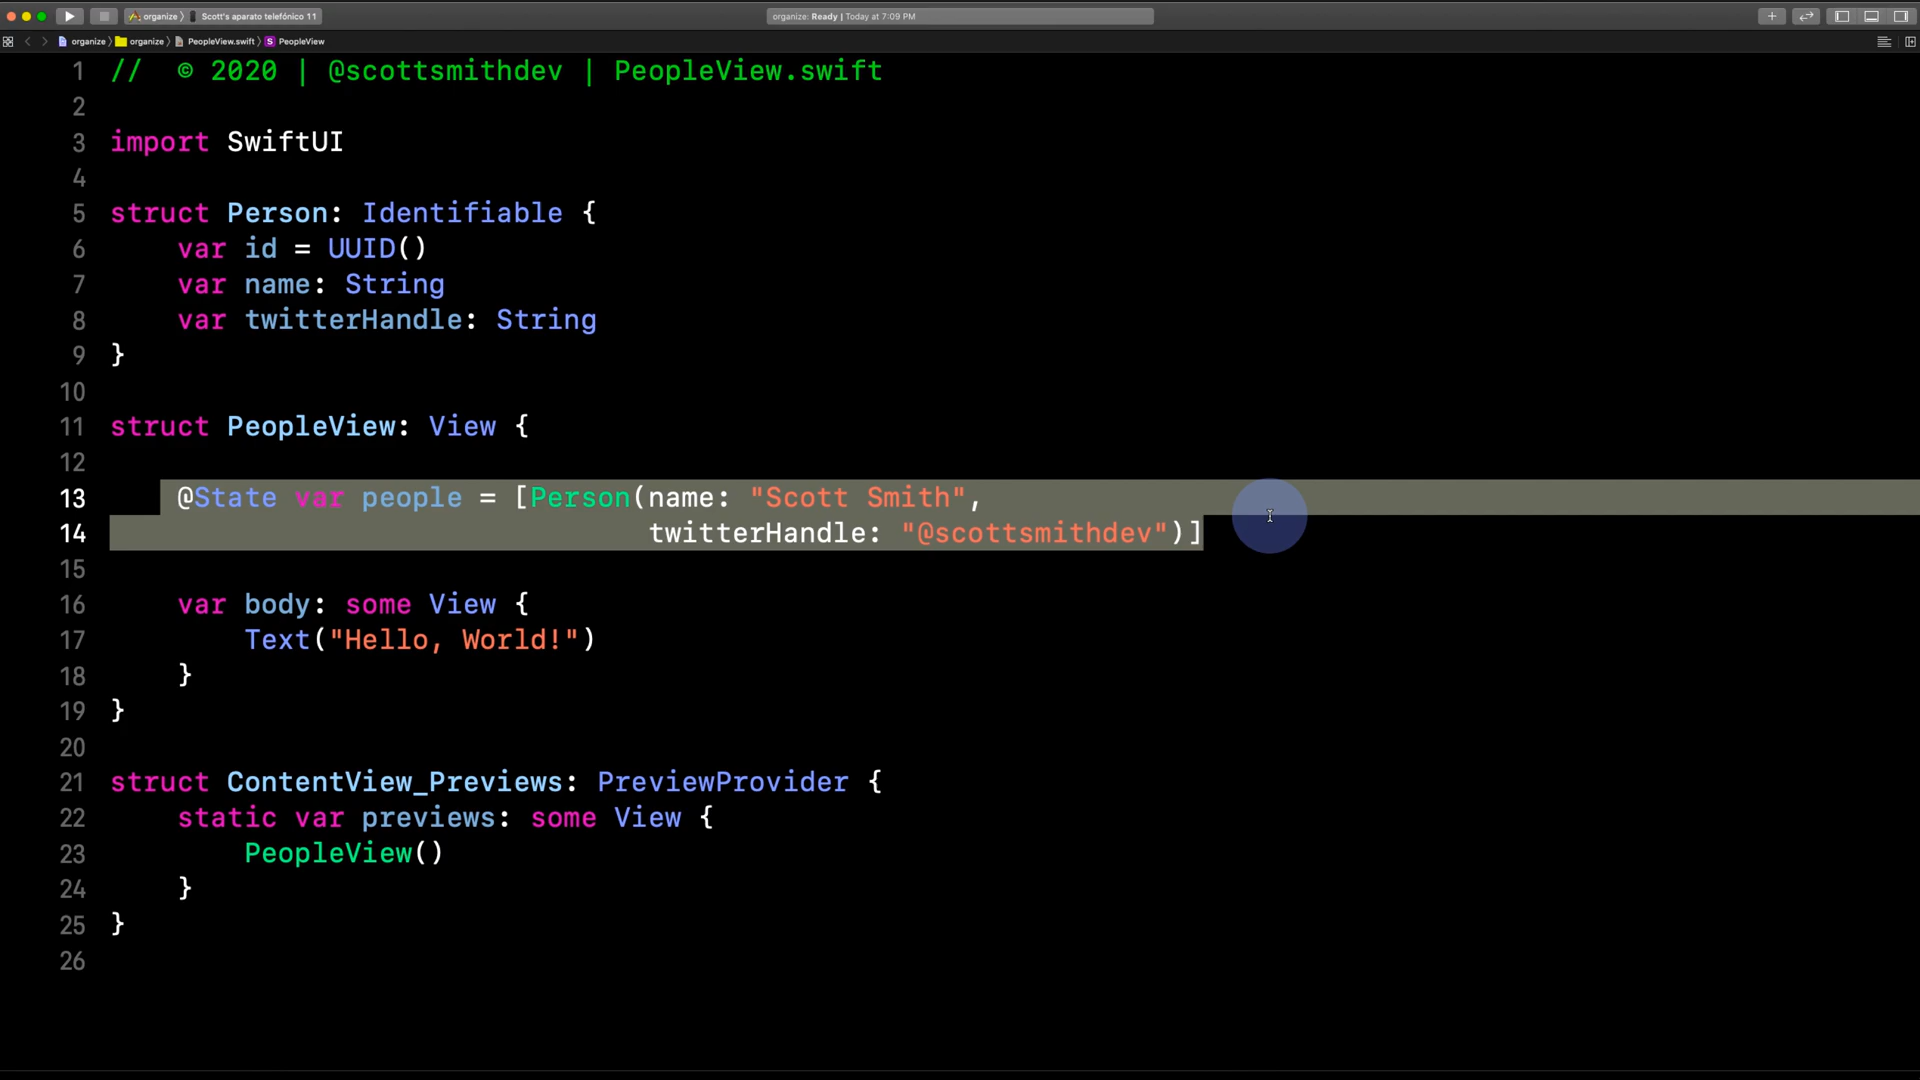 organize 〉 Scott's aparato telefónico 11
organize: Ready | Today at 7:09 PM
organize 〉 organize 〉 PeopleView.swift 〉 S PeopleView
1 //  © 2020 | @scottsmithdev | PeopleView.swift
2
3 import SwiftUI
4
5 struct Person: Identifiable {
6     var id = UUID()
7     var name: String
8     var twitterHandle: String
9 }
10
11 struct PeopleView: View {
12
13     @State var people = [Person(name: "Scott Smith",
14                                 twitterHandle: "@scottsmithdev")]
15
16     var body: some View {
17         Text("Hello, World!")
18     }
19 }
20
21 struct ContentView_Previews: PreviewProvider {
22     static var previews: some View {
23         PeopleView()
24     }
25 }
26